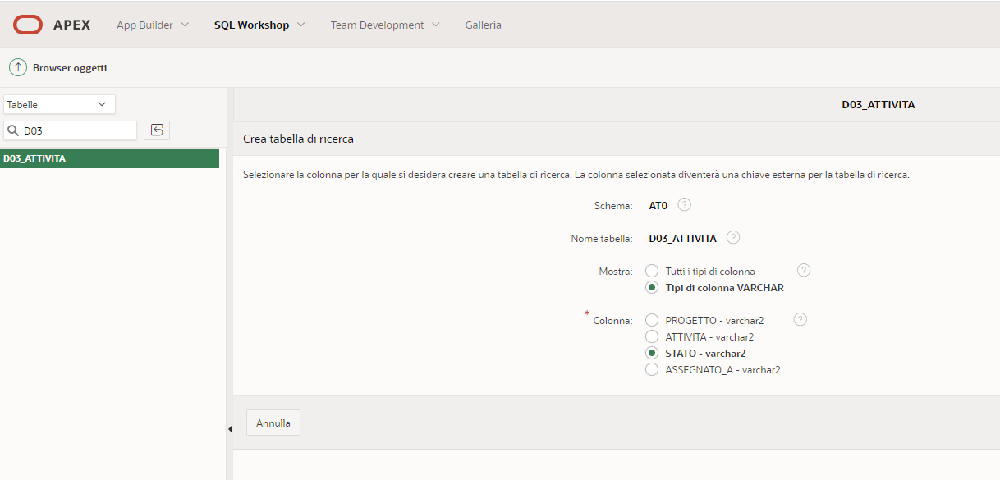 APEX App Builder SQL Workshop Team Development Galleria
Browser oggetti
Tabelle
D03
D03_ATTIVITA
D03_ATTIVITA
Crea tabella di ricerca
Selezionare la colonna per la quale si desidera creare una tabella di ricerca. La colonna selezionata diventerà una chiave esterna per la tabella di ricerca.
Schema: AT0 ?
Nome tabella: D03_ATTIVITA ?
Mostra: Tutti i tipi di colonna ?
Tipi di colonna VARCHAR
* Colonna: PROGETTO - varchar2 ?
ATTIVITA - varchar2
STATO - varchar2
ASSEGNATO_A - varchar2
Annulla